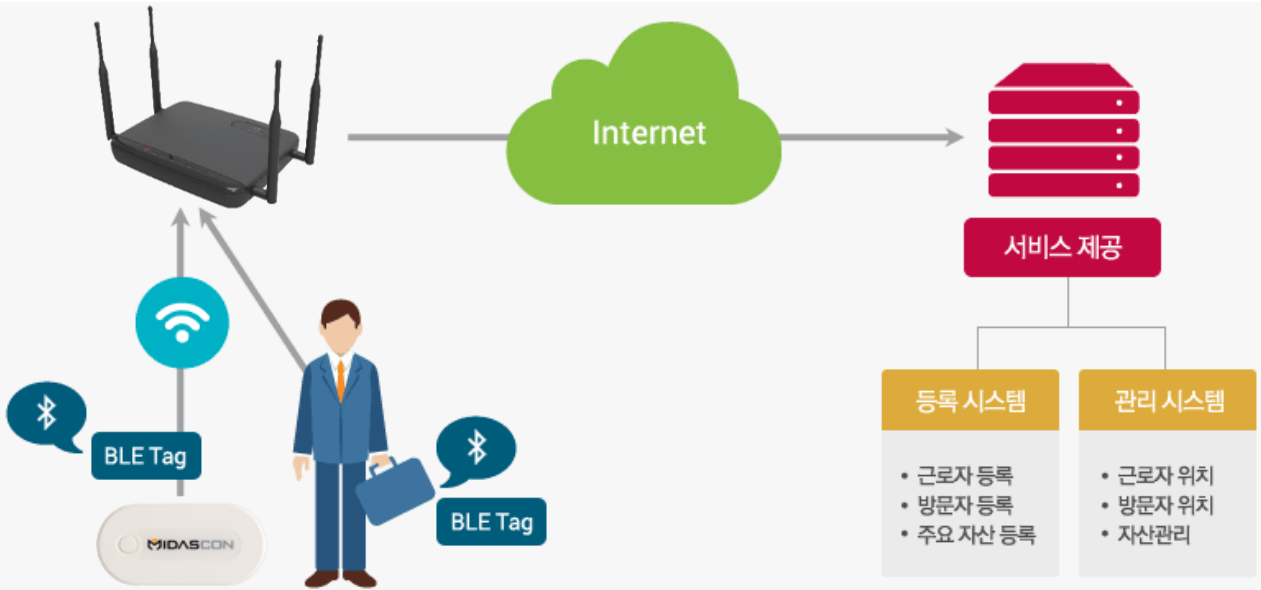 Internet
서비스 제공
BLE Tag
MIDASCON
BLE Tag
등록 시스템
• 근로자 등록
• 방문자 등록
• 주요 자산 등록
관리 시스템
• 근로자 위치
• 방문자 위치
• 자산관리